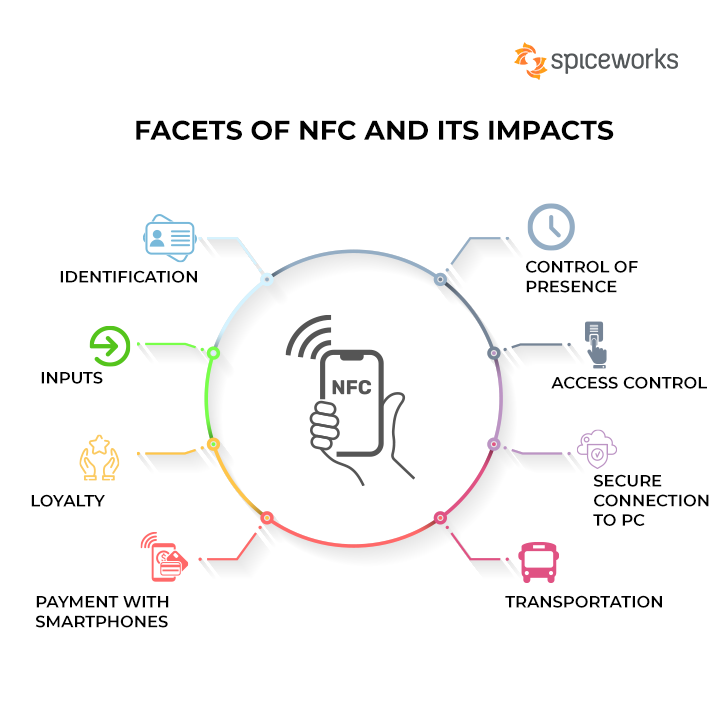 spiceworks
FACETS OF NFC AND ITS IMPACTS
IDENTIFICATION
INPUTS
LOYALTY
PAYMENT WITH
SMARTPHONES
NFC
CONTROL OF
PRESENCE
ACCESS CONTROL
SECURE
CONNECTION
TO PC
TRANSPORTATION